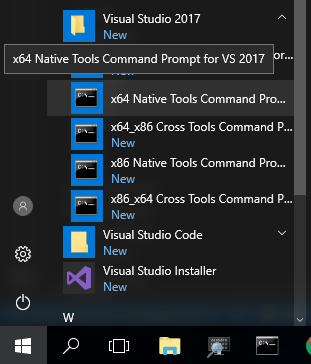 Visual Studio 2017
New
x64 Native Tools Command Prompt for VS 2017
or...
x64 Native Tools Command Pro...
x64_x86 Cross Tools Command P...
New
x86 Native Tools Command Pro...
New
x86_x64 Cross Tools Command P...
New
Visual Studio Code
New
Visual Studio Installer
New
W